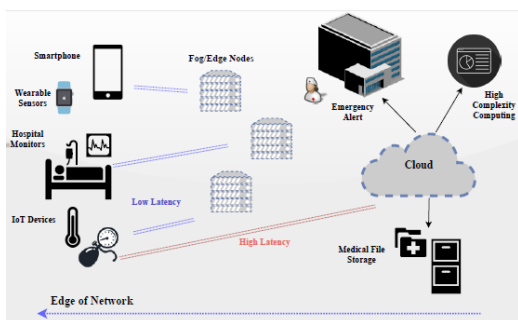 Smartphone
Fog/Edge Nodes
Wearable
Sensors
Emergency
Alert
High
Complexity
Computing
Hospital
Monitors
Cloud
IoT Devices
Low Latency
High Latency
Medical File
Storage
Edge of Network